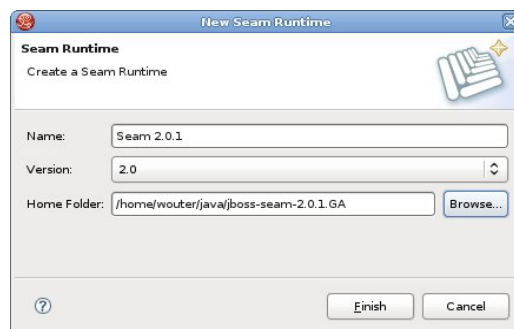 New Seam Runtime
Seam Runtime
Create a Seam Runtime
Name: Seam 2.0.1
Version: 2.0
Home Folder: /home/wouter/java/jboss-seam-2.0.1.GA Browse...
? Finish Cancel